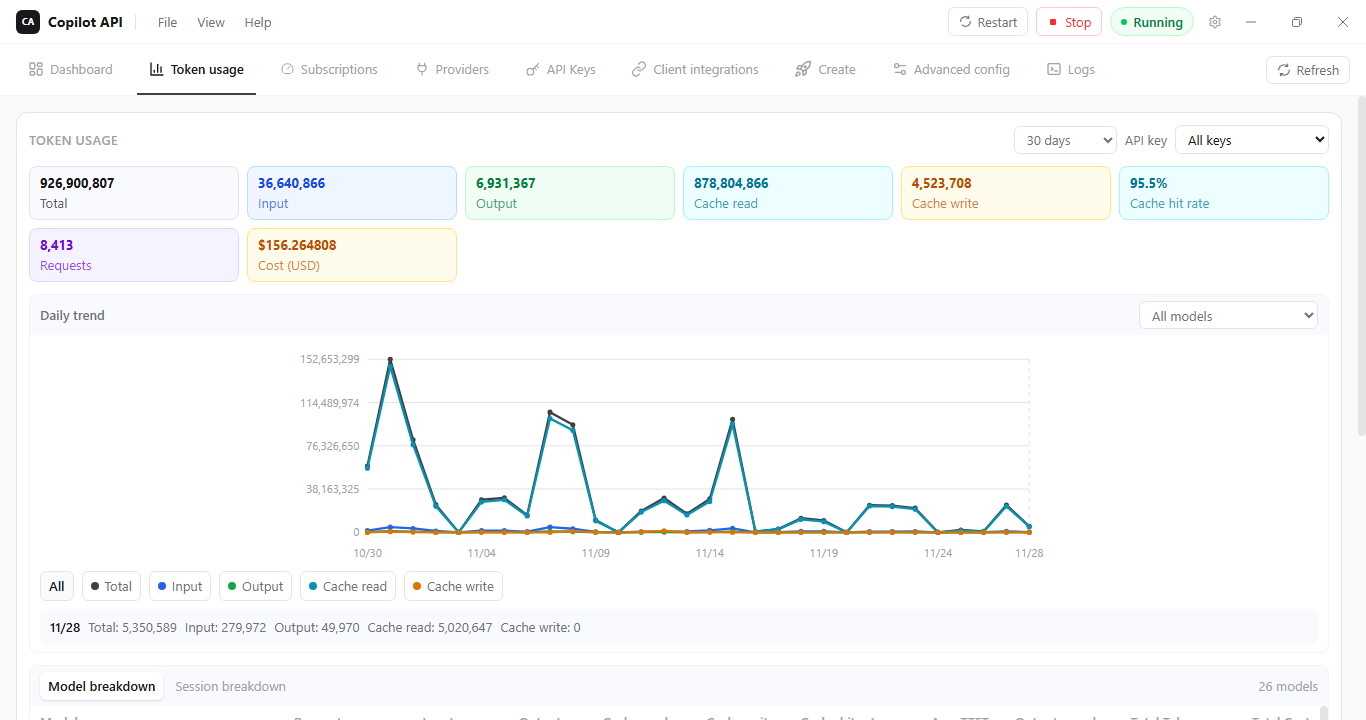 CA Copilot API File View Help Restart Stop Running
Dashboard Token usage Subscriptions Providers API Keys Client integrations Create Advanced config Logs Refresh
TOKEN USAGE 30 days API key All keys
926,900,807 36,640,866 6,931,367 878,804,866 4,523,708 95.5%
Total Input Output Cache read Cache write Cache hit rate
8,413 $156.264808
Requests Cost (USD)
Daily trend All models
152,653,299
114,489,974
76,326,650
38,163,325
0
10/30 11/04 11/09 11/14 11/19 11/24 11/28
All Total Input Output Cache read Cache write
11/28 Total: 5,350,589 Input: 279,972 Output: 49,970 Cache read: 5,020,647 Cache write: 0
Model breakdown Session breakdown 26 models